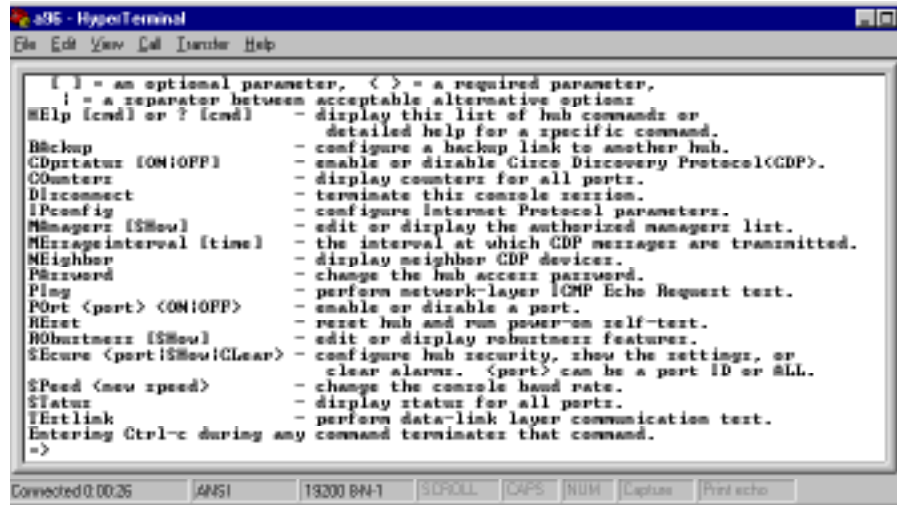 a96 - HyperTerminal
File Edit View Call Transfer Help
[ ] - an optional parameter, < > - a required parameter,
| - a separator between acceptable alternative options
HElp [cmd] or ? [cmd] - display this list of hub commands or
detailed help for a specific command.
BAckup - configure a backup link to another hub.
CDpstatus [ON|OFF] - enable or disable Cisco Discovery Protocol<CDP>.
COunters - display counters for all ports.
DIsconnect - terminate this console session.
IPconfig - configure Internet Protocol parameters.
MAnagers [SHow] - edit or display the authorized managers list.
MEssageinterval [time] - the interval at which CDP messages are transmitted.
NEighbor - display neighbor CDP devices.
PAssword - change the hub access password.
PIng - perform network-layer ICMP Echo Request test.
POrt <port> <ON|OFF> - enable or disable a port.
REset - reset hub and run power-on self-test.
RObustness [SHow] - edit or display robustness features.
SEcure <port|SHow|CLear> - configure hub security, show the settings, or
clear alarms. <port> can be a port ID or ALL.
SPeed <new speed> - change the console baud rate.
STatus - display status for all ports.
TEstlink - perform data-link layer communication test.
Entering Ctrl-c during any command terminates that command.
=>
Connected 0:00:26 ANSI 19200 8-N-1 SCROLL CAPS NUM Capture Print echo